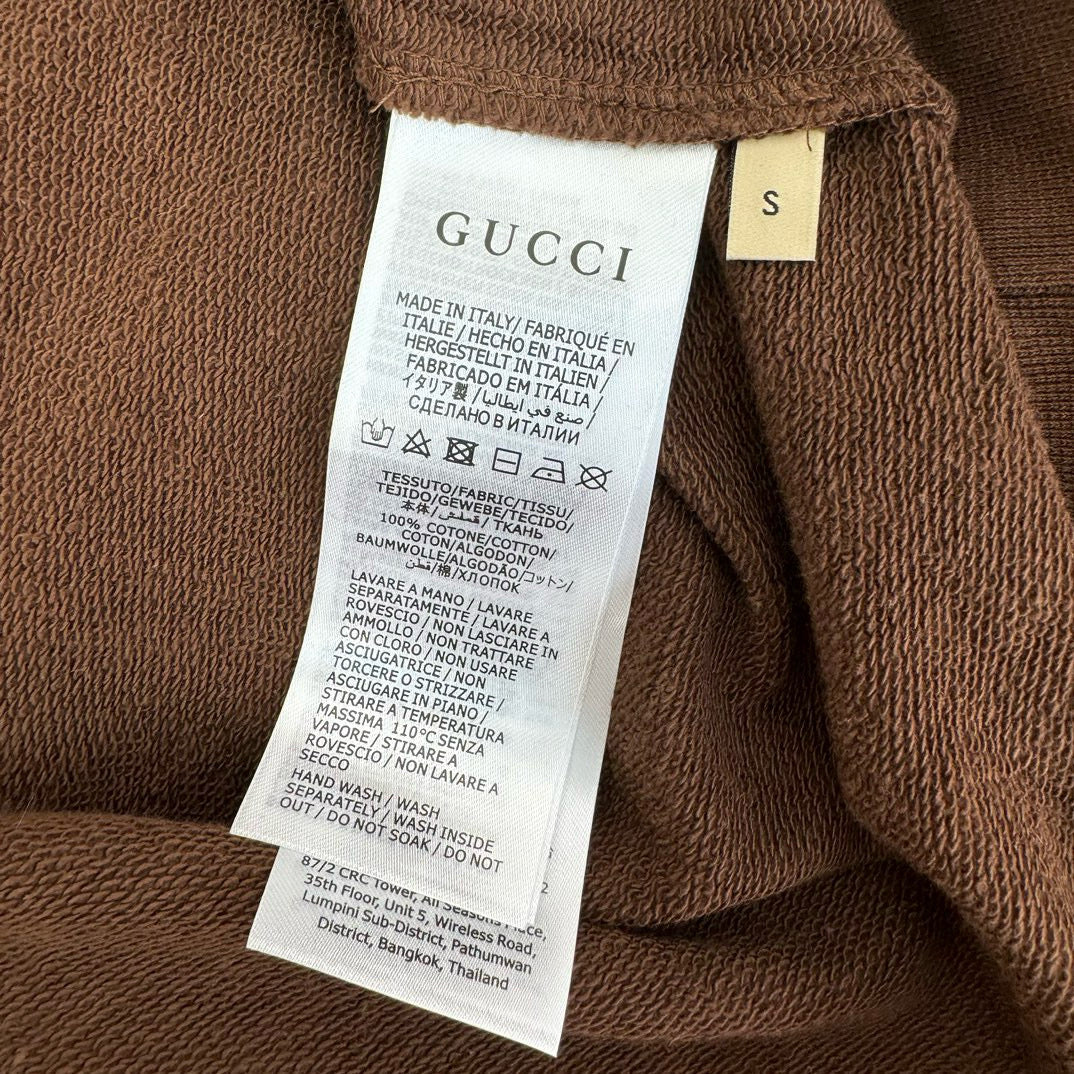 GUCCI
S
MADE IN ITALY/ FABRIQUÉ EN
ITALIE / HECHO EN ITALIA /
HERGESTELLT IN ITALIEN /
FABRICADO EM ITÁLIA /
イタリア製 / صنع في ايطاليا /
СДЕЛАНО В ИТАЛИИ
TESSUTO/FABRIC/TISSU/
TEJIDO/GEWEBE/TECIDO/
本体/ / ТКАНЬ
100% COTONE/COTTON/
COTON/ALGODON/
BAUMWOLLE/ALGODÃO/コットン/
قطن/棉/ХЛОПОК
LAVARE A MANO / LAVARE
SEPARATAMENTE / LAVARE A
ROVESCIO / NON LASCIARE IN
AMMOLLO / NON TRATTARE
CON CLORO / NON USARE
ASCIUGATRICE / NON
TORCERE O STRIZZARE /
ASCIUGARE IN PIANO /
STIRARE A TEMPERATURA
MASSIMA 110°C SENZA
VAPORE / STIRARE A
ROVESCIO / NON LAVARE A
SECCO
HAND WASH / WASH
SEPARATELY / WASH INSIDE
OUT / DO NOT SOAK / DO NOT
87/2 CRC Tower, All Seasons Place,
35th Floor, Unit 5, Wireless Road,
Lumpini Sub-District, Pathumwan
District, Bangkok, Thailand